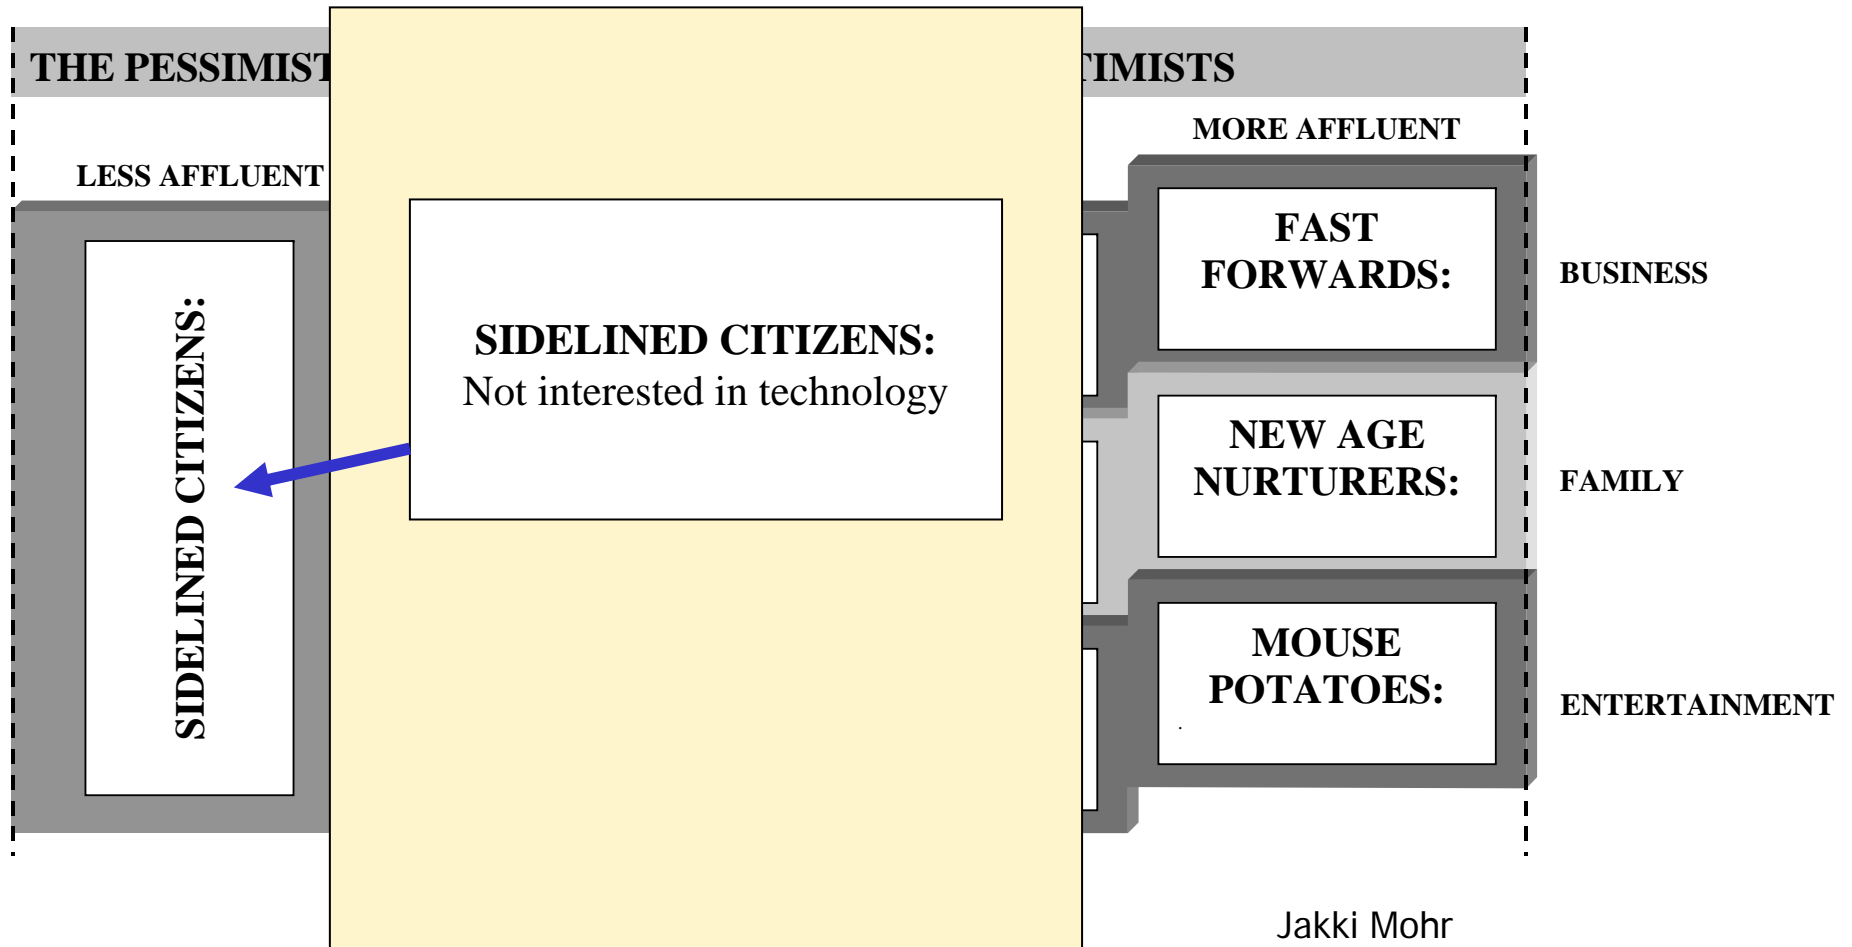 THE PESSIMIST
TIMISTS
MORE AFFLUENT
LESS AFFLUENT
SIDELINED CITIZENS:
SIDELINED CITIZENS:
Not interested in technology
FAST
FORWARDS:
BUSINESS
NEW AGE
NURTURERS:
FAMILY
MOUSE
POTATOES:
.
ENTERTAINMENT
Jakki Mohr